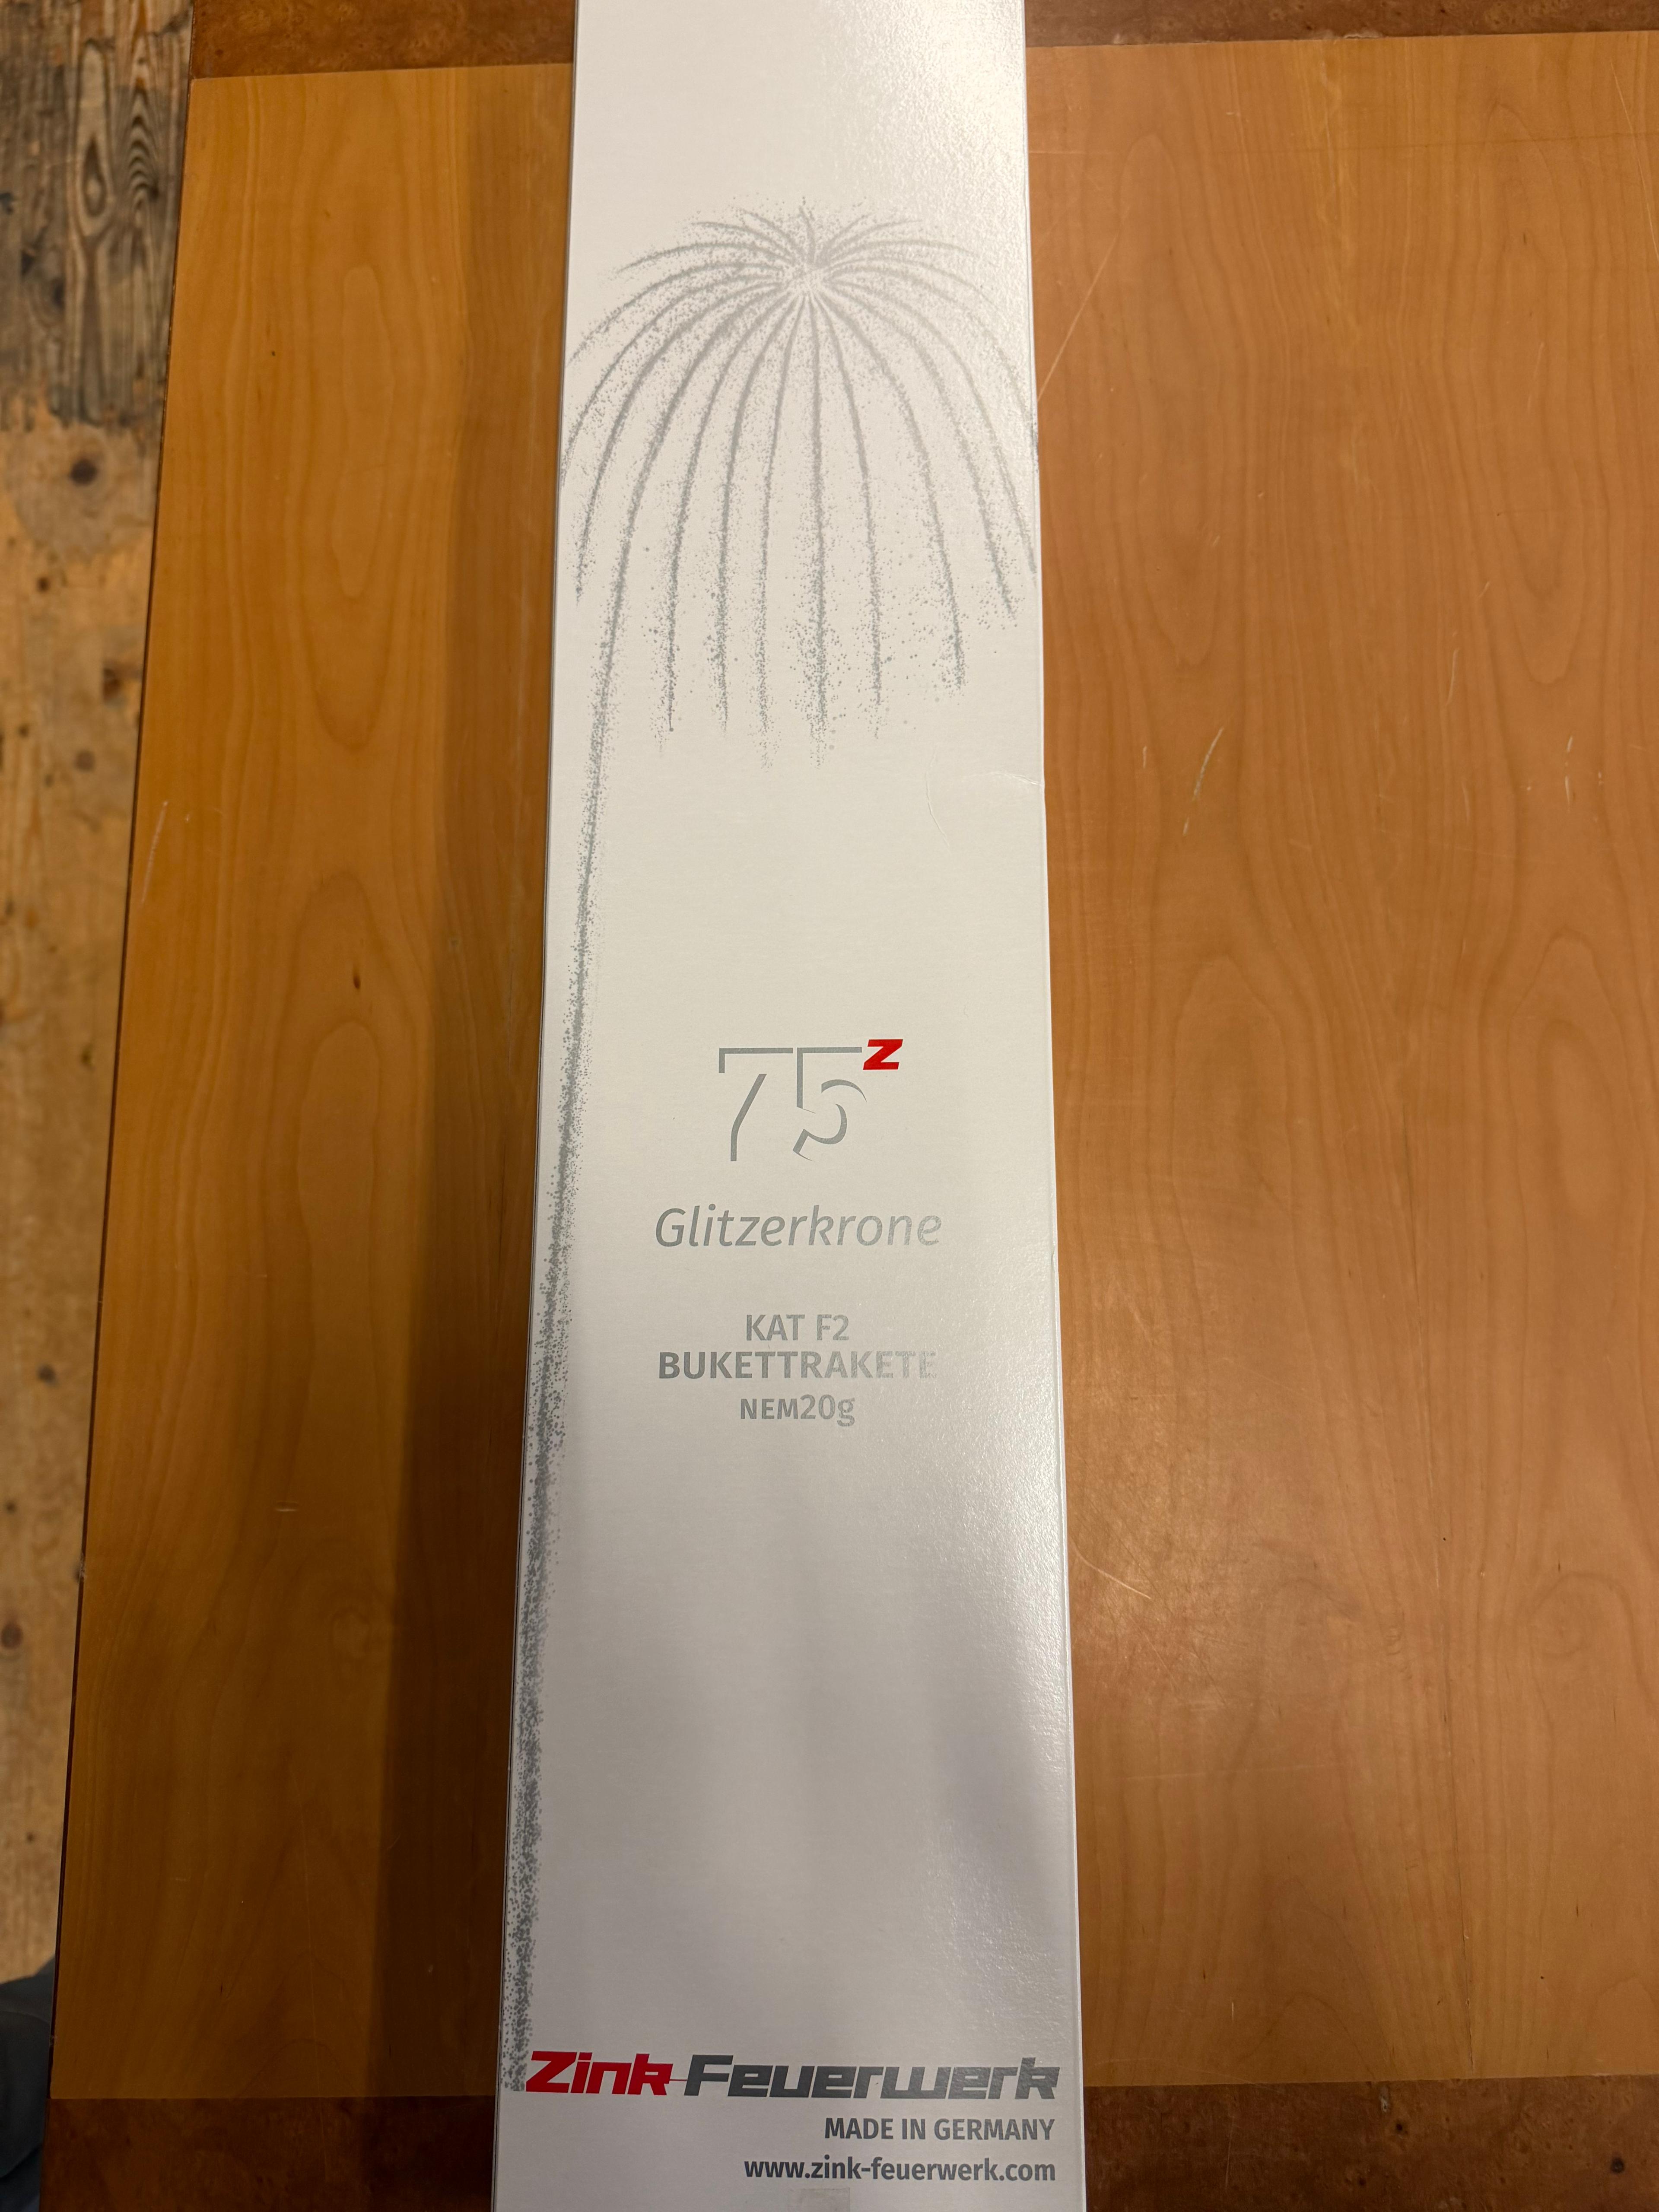 75Z
Glitzerkrone
KAT F2
BUKETTRAKETE
NEM20g
Zink-Feuerwerk
MADE IN GERMANY
www.zink-feuerwerk.com